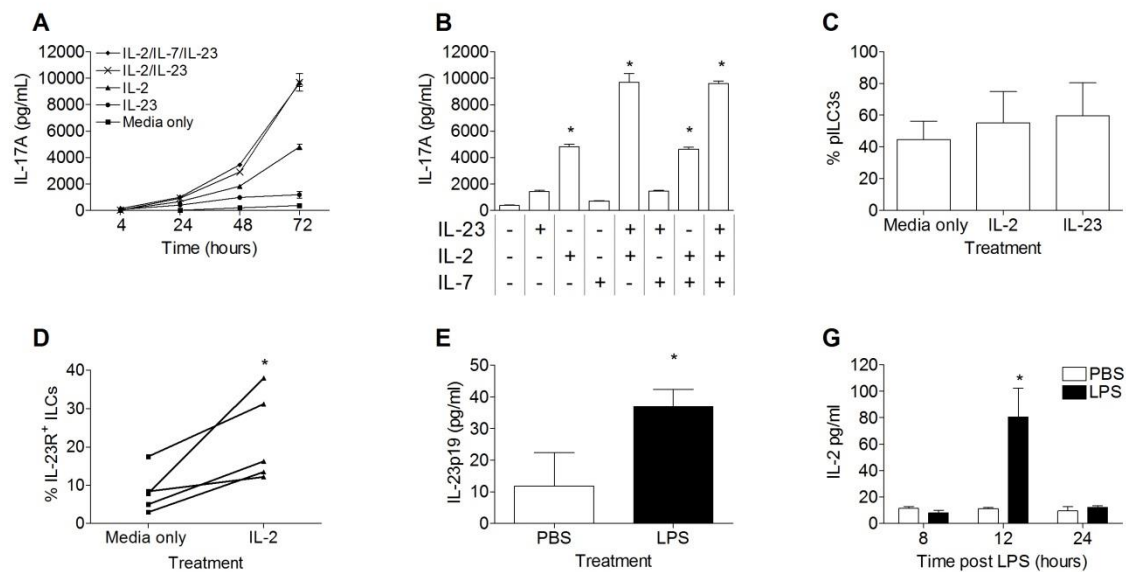 A
IL-17A (pg/mL)
12000
10000
8000
6000
4000
2000
0
IL-2/IL-7/IL-23
IL-2/IL-23
IL-2
IL-23
Media only
4 24 48 72
Time (hours)
B
IL-17A (pg/mL)
12000
10000
8000
6000
4000
2000
0
* * * *
IL-23 - + - - + + - +
IL-2 - - + - + - + +
IL-7 - - - + - + + +
C
% pILC3s
100
80
60
40
20
0
Media only IL-2 IL-23
Treatment
D
% IL-23R+ ILCs
40
30
20
10
0
*
Media only IL-2
Treatment
E
IL-23p19 (pg/ml)
50
40
30
20
10
0
*
PBS LPS
Treatment
G
IL-2 pg/ml
140
120
100
80
60
40
20
0
*
PBS
LPS
8 12 24
Time post LPS (hours)